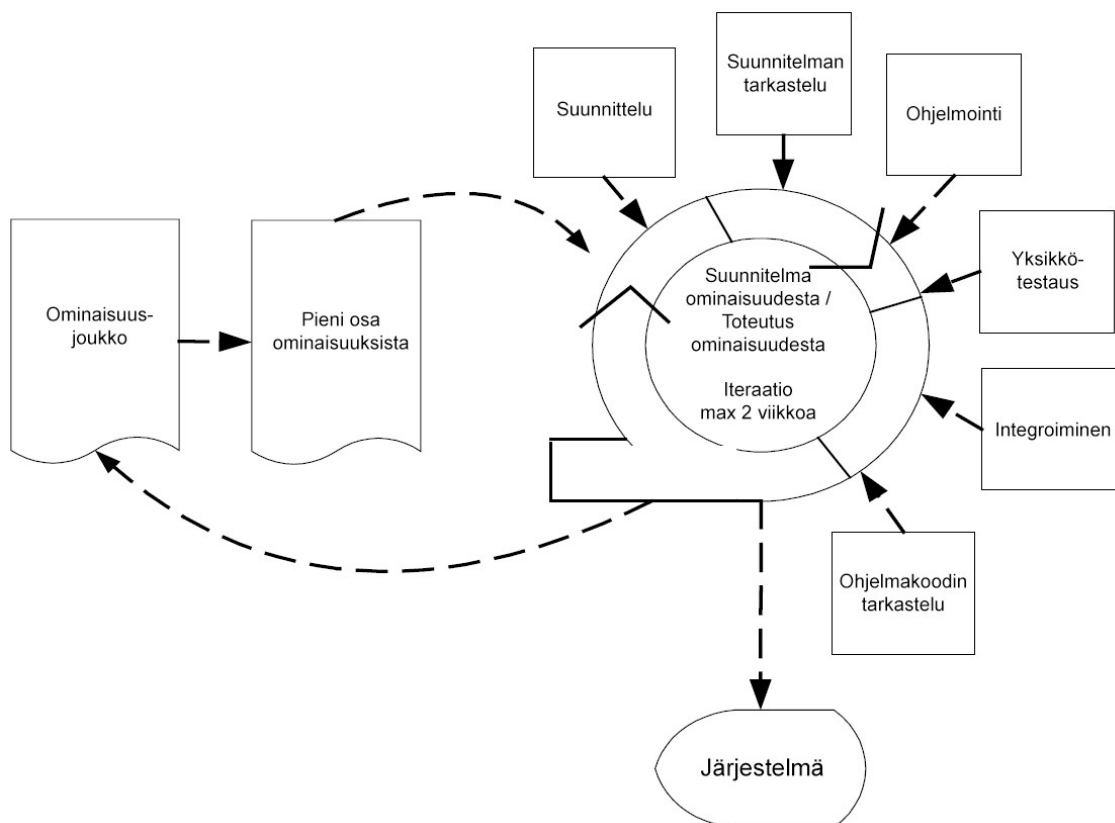 Suunnitelman
tarkastelu
Suunnittelu
Ohjelmointi
Ominaisuus-
joukko
Pieni osa
ominaisuuksista
Suunnitelma
ominaisuudesta /
Toteutus
ominaisuudesta
Iteraatio
max 2 viikkoa
Yksikkö-
testaus
Integroiminen
Ohjelmakoodin
tarkastelu
Järjestelmä